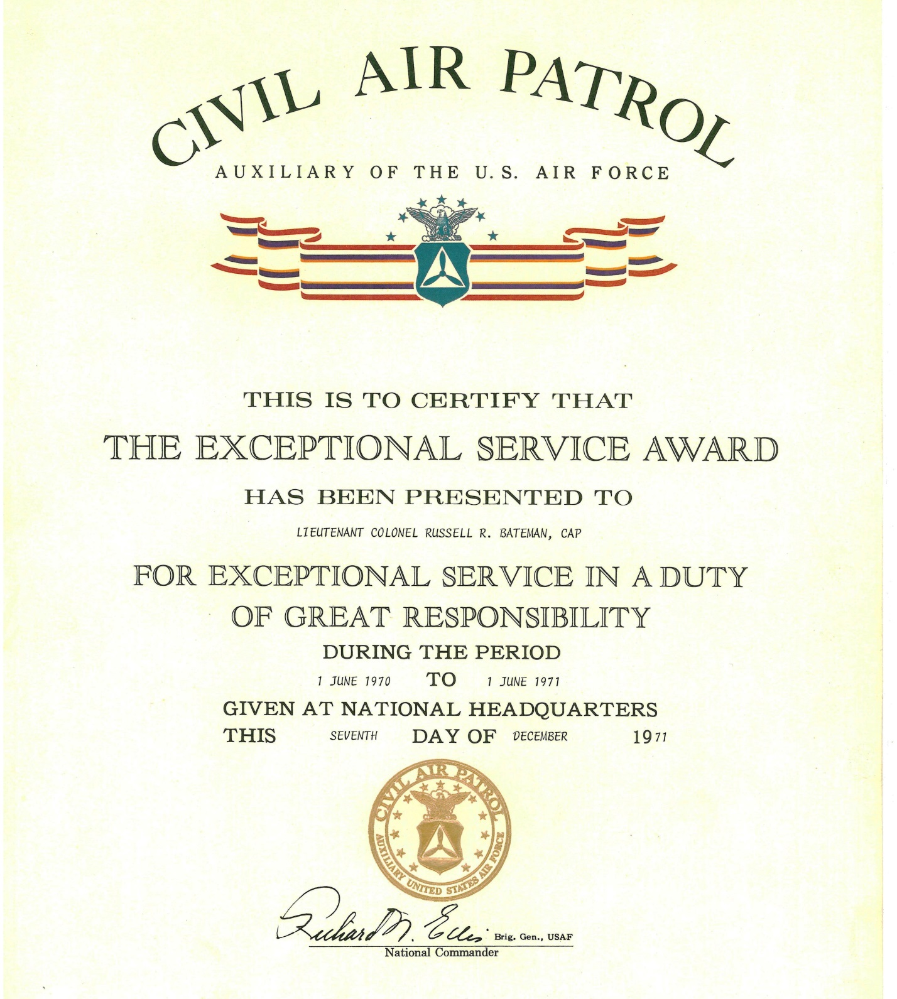 CIVIL AIR PATROL
AUXILIARY OF THE U.S. AIR FORCE
THIS IS TO CERTIFY THAT
THE EXCEPTIONAL SERVICE AWARD
HAS BEEN PRESENTED TO
LIEUTENANT COLONEL RUSSELL R. BATEMAN, CAP
FOR EXCEPTIONAL SERVICE IN A DUTY
OF GREAT RESPONSIBILITY
DURING THE PERIOD
1 JUNE 1970 TO 1 JUNE 1971
GIVEN AT NATIONAL HEADQUARTERS
THIS SEVENTH DAY OF DECEMBER 1971
CIVIL AIR PATROL
AUXILIARY UNITED STATES AIR FORCE
Richard N. Ellis Brig. Gen., USAF
National Commander